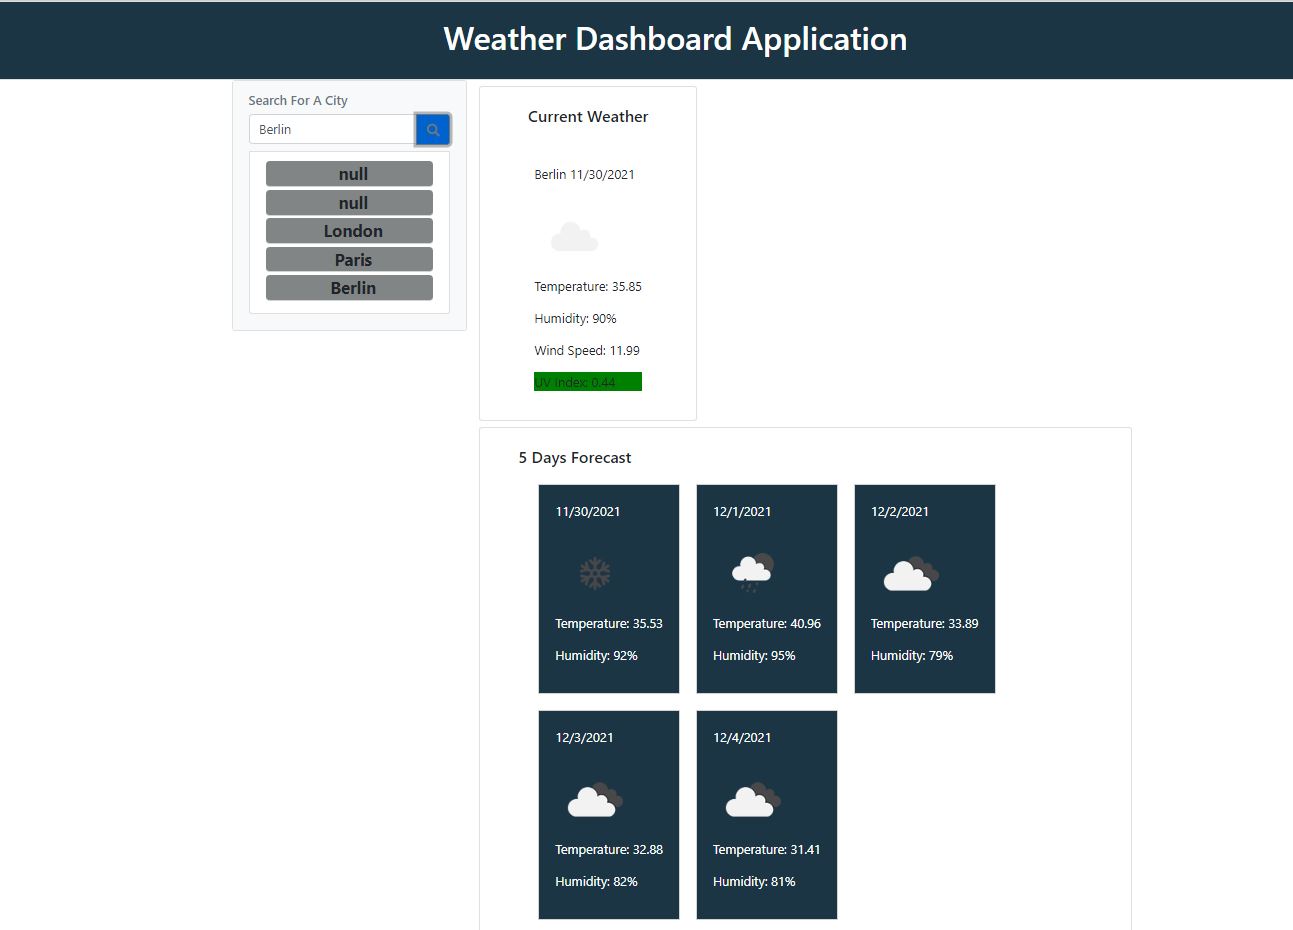 Weather Dashboard Application
Search For A City
Berlin
null
null
London
Paris
Berlin
Current Weather
Berlin 11/30/2021
Temperature: 35.85
Humidity: 90%
Wind Speed: 11.99
UV Index: 0.44
5 Days Forecast
11/30/2021
Temperature: 35.53
Humidity: 92%
12/1/2021
Temperature: 40.96
Humidity: 95%
12/2/2021
Temperature: 33.89
Humidity: 79%
12/3/2021
Temperature: 32.88
Humidity: 82%
12/4/2021
Temperature: 31.41
Humidity: 81%